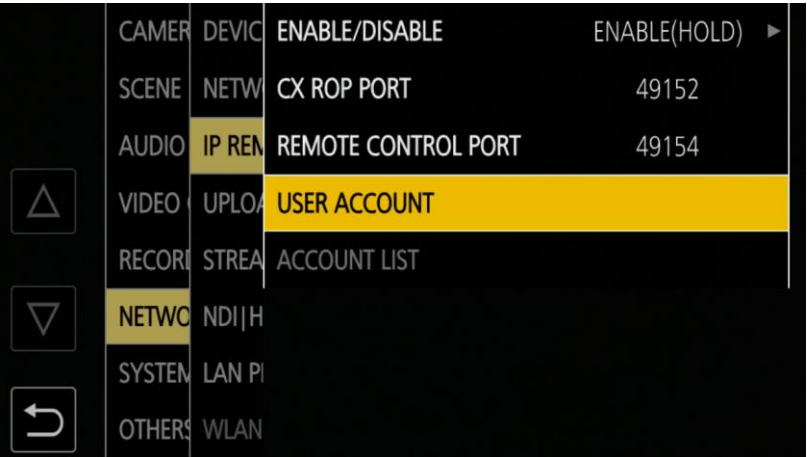 CAMER DEVIC ENABLE/DISABLE ENABLE(HOLD)
SCENE NETW CX ROP PORT 49152
AUDIO IP REM REMOTE CONTROL PORT 49154
VIDEO UPLOA USER ACCOUNT
RECORI STREA ACCOUNT LIST
NETWO NDI|H
SYSTEM LAN P
OTHERS WLAN